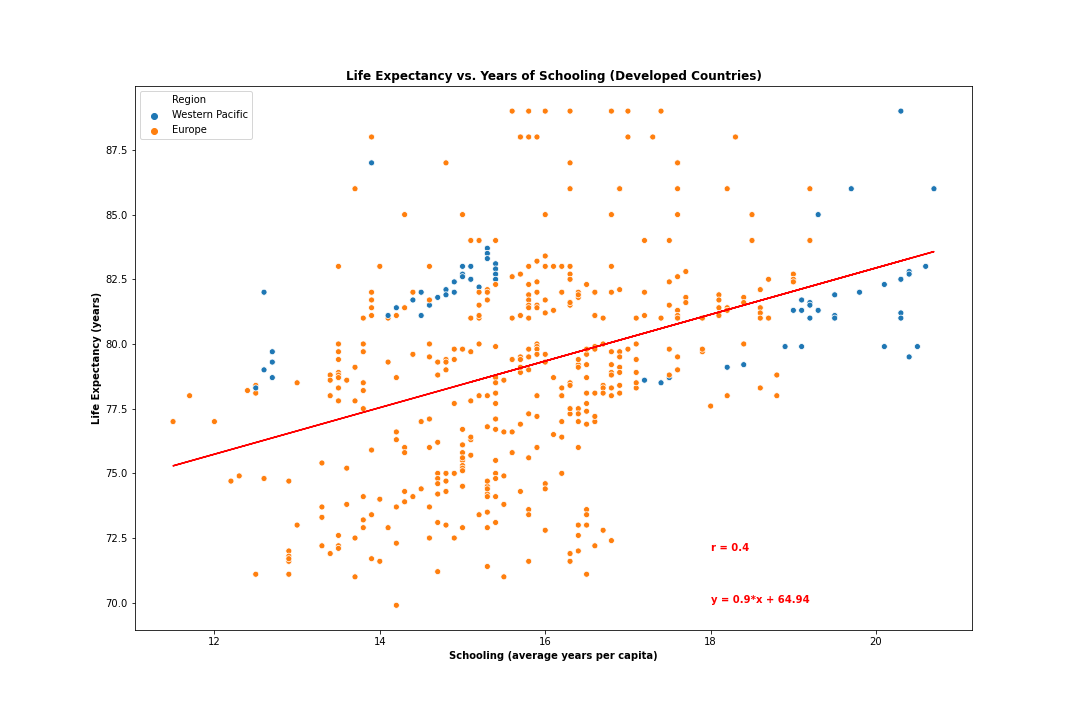 Life Expectancy vs. Years of Schooling (Developed Countries)
Region
Western Pacific
Europe
87.5
85.0
82.5
80.0
77.5
75.0
72.5
70.0
Life Expectancy (years)
r = 0.4
y = 0.9*x + 64.94
12 14 16 18 20
Schooling (average years per capita)